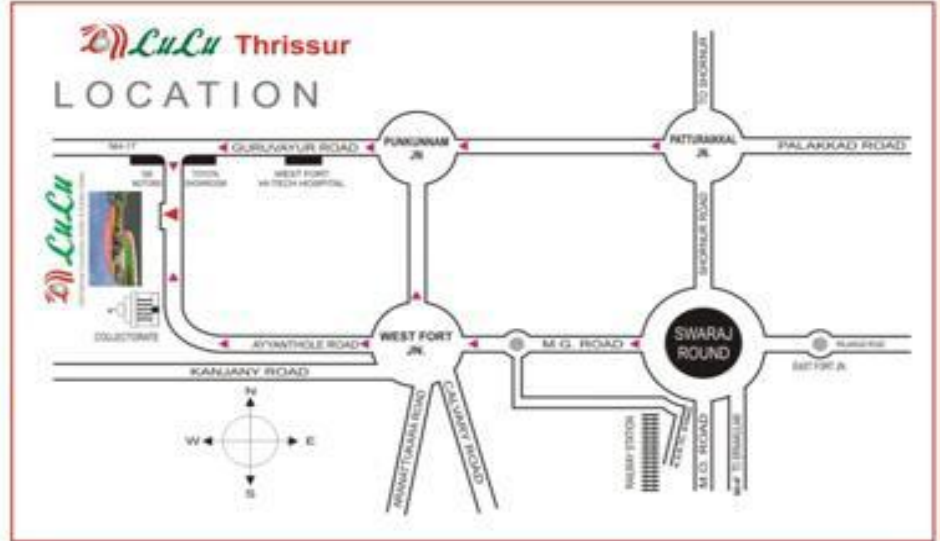 LuLu Thrissur
LOCATION
TO SHORNUR
NH-17
GURUVAYUR ROAD
PUNKUNNAM
JN.
PATTURAIKKAL
JN.
PALAKKAD ROAD
MOTORS
TOYOTA
SHOWROOM
WEST FORT
HI-TECH HOSPITAL
LuLu
SHORNUR ROAD
COLLECTORATE
AYYANTHOLE ROAD
WEST FORT
JN.
M.G. ROAD
SWARAJ
ROUND
EAST FORT JN.
KANJANY ROAD
N
W
E
S
ARANATTUKARA ROAD
CALVARY ROAD
RAILWAY STATION
M.O. ROAD